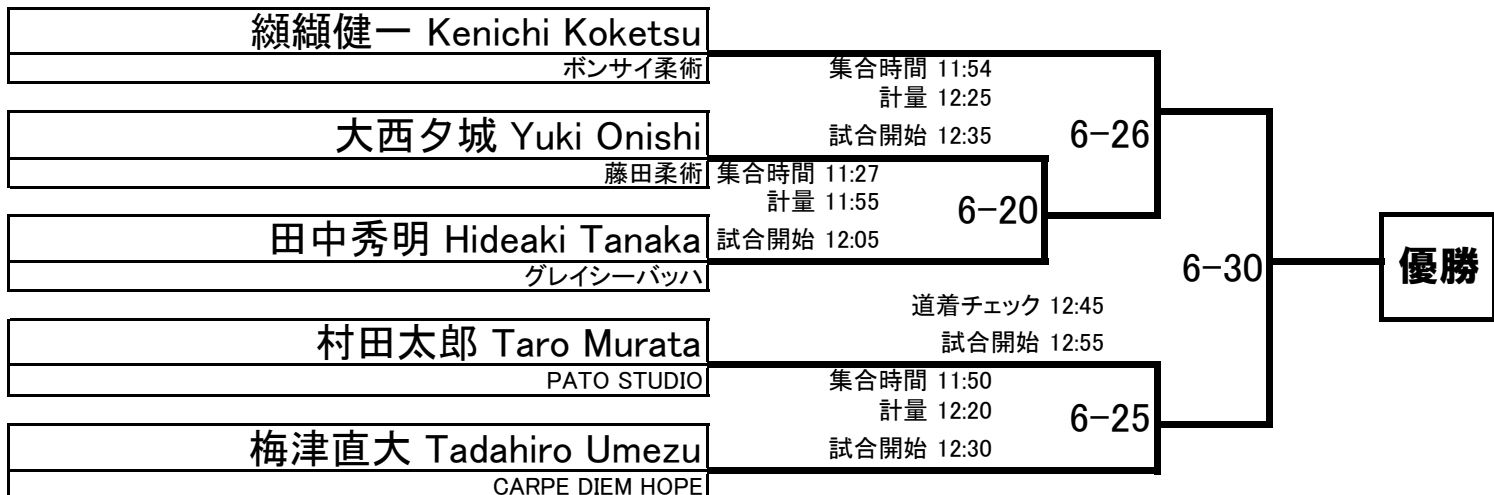 纐纈健一 Kenichi Koketsu
ボンサイ柔術
集合時間 11:54
計量 12:25
試合開始 12:35
6-26
大西夕城 Yuki Onishi
藤田柔術
集合時間 11:27
計量 11:55
試合開始 12:05
6-20
田中秀明 Hideaki Tanaka
グレイシーバッハ
道着チェック 12:45
試合開始 12:55
6-30
優勝
村田太郎 Taro Murata
PATO STUDIO
集合時間 11:50
計量 12:20
試合開始 12:30
6-25
梅津直大 Tadahiro Umezu
CARPE DIEM HOPE